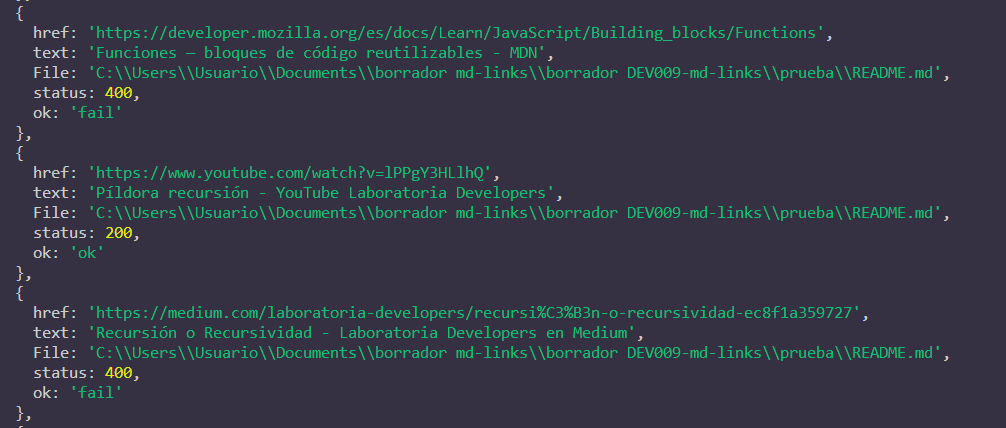 {
href: 'https://developer.mozilla.org/es/docs/Learn/JavaScript/Building_blocks/Functions',
text: 'Funciones — bloques de código reutilizables - MDN',
File: 'C:\\Users\\Usuario\\Documents\\borrador md-links\\borrador DEV009-md-links\\prueba\\README.md',
status: 400,
ok: 'fail'
},
{
href: 'https://www.youtube.com/watch?v=lPPgY3HLlhQ',
text: 'Píldora recursión - YouTube Laboratoria Developers',
File: 'C:\\Users\\Usuario\\Documents\\borrador md-links\\borrador DEV009-md-links\\prueba\\README.md',
status: 200,
ok: 'ok'
},
{
href: 'https://medium.com/laboratoria-developers/recursi%C3%B3n-o-recursividad-ec8f1a359727',
text: 'Recursión o Recursividad - Laboratoria Developers en Medium',
File: 'C:\\Users\\Usuario\\Documents\\borrador md-links\\borrador DEV009-md-links\\prueba\\README.md',
status: 400,
ok: 'fail'
},